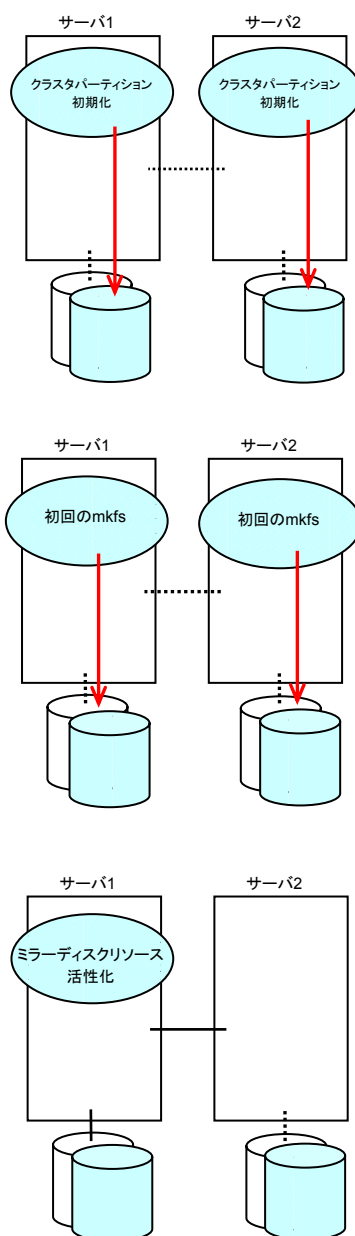 サーバ1
サーバ2
クラスタパーティション
初期化
クラスタパーティション
初期化
サーバ1
サーバ2
初回のmkfs
初回のmkfs
サーバ1
サーバ2
ミラーディスクリソース
活性化